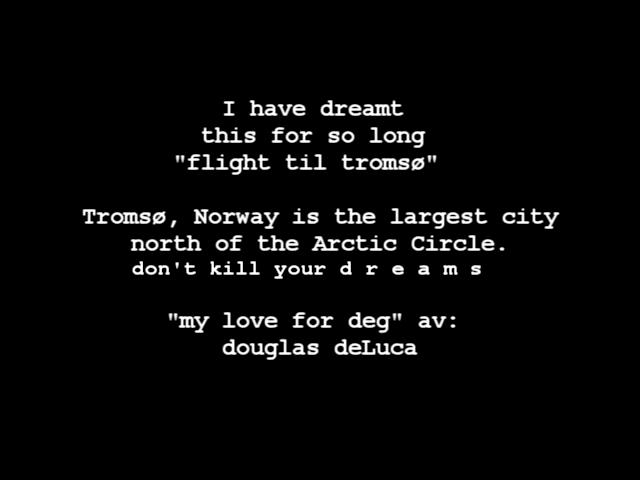 I have dreamt
this for so long
"flight til tromsø"
Tromsø, Norway is the largest city
north of the Arctic Circle.
don't kill your d r e a m s
"my love for deg" av:
douglas deLuca